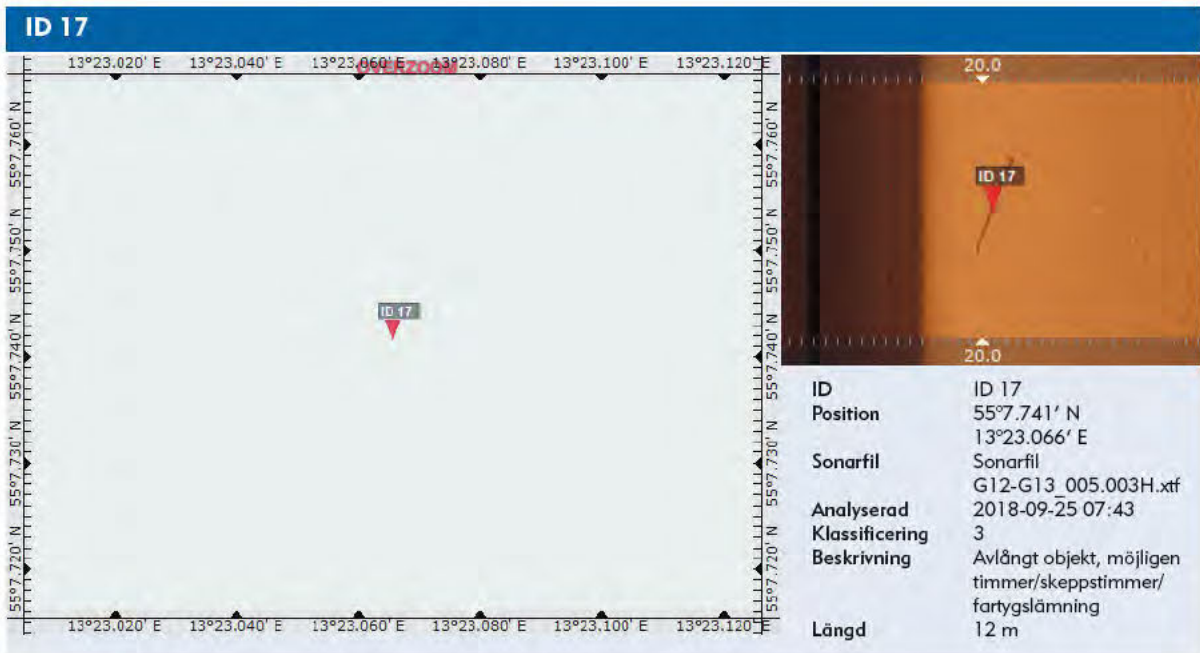 ID 17
13°23.020' E 13°23.040' E 13°23.060' E 13°23.080' E 13°23.100' E 13°23.120' E
OVERZOOM
55°7.760' N 55°7.760' N
55°7.750' N 55°7.750' N
ID 17
55°7.740' N 55°7.740' N
55°7.730' N 55°7.730' N
55°7.720' N 55°7.720' N
13°23.020' E 13°23.040' E 13°23.060' E 13°23.080' E 13°23.100' E 13°23.120' E
20.0
ID 17
20.0
ID ID 17
Position 55°7.741' N
13°23.066' E
Sonarfil Sonarfil
G12-G13_005.003H.xtf
Analyserad 2018-09-25 07:43
Klassificering 3
Beskrivning Avlångt objekt, möjligen
timmer/skeppstimmer/
fartygslämning
Längd 12 m